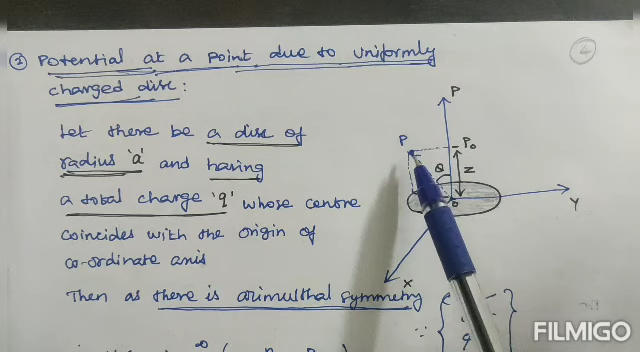 ① Potential at a point due to uniformly
charged disc:
④
Let there be a disc of
radius 'a' and having
a total charge 'q' whose centre
coincides with the origin of
co-ordinate axis
Then as there is azimuthal symmetry
P
P
P₀
θ
Z
O
Y
X
∵
q
∞
FILMIGO